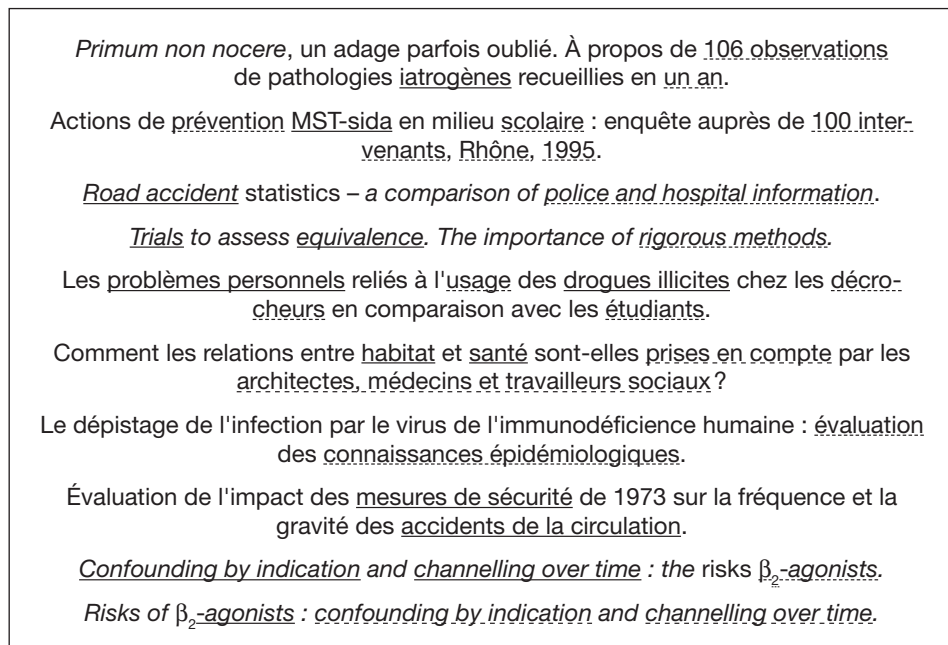 Primum non nocere, un adage parfois oublié. À propos de 106 observations
de pathologies iatrogènes recueillies en un an.
Actions de prévention MST-sida en milieu scolaire : enquête auprès de 100 inter-
venants, Rhône, 1995.
Road accident statistics – a comparison of police and hospital information.
Trials to assess equivalence. The importance of rigorous methods.
Les problèmes personnels reliés à l'usage des drogues illicites chez les décro-
cheurs en comparaison avec les étudiants.
Comment les relations entre habitat et santé sont-elles prises en compte par les
architectes, médecins et travailleurs sociaux ?
Le dépistage de l'infection par le virus de l'immunodéficience humaine : évaluation
des connaissances épidémiologiques.
Évaluation de l'impact des mesures de sécurité de 1973 sur la fréquence et la
gravité des accidents de la circulation.
Confounding by indication and channelling over time : the risks β₂-agonists.
Risks of β₂-agonists : confounding by indication and channelling over time.